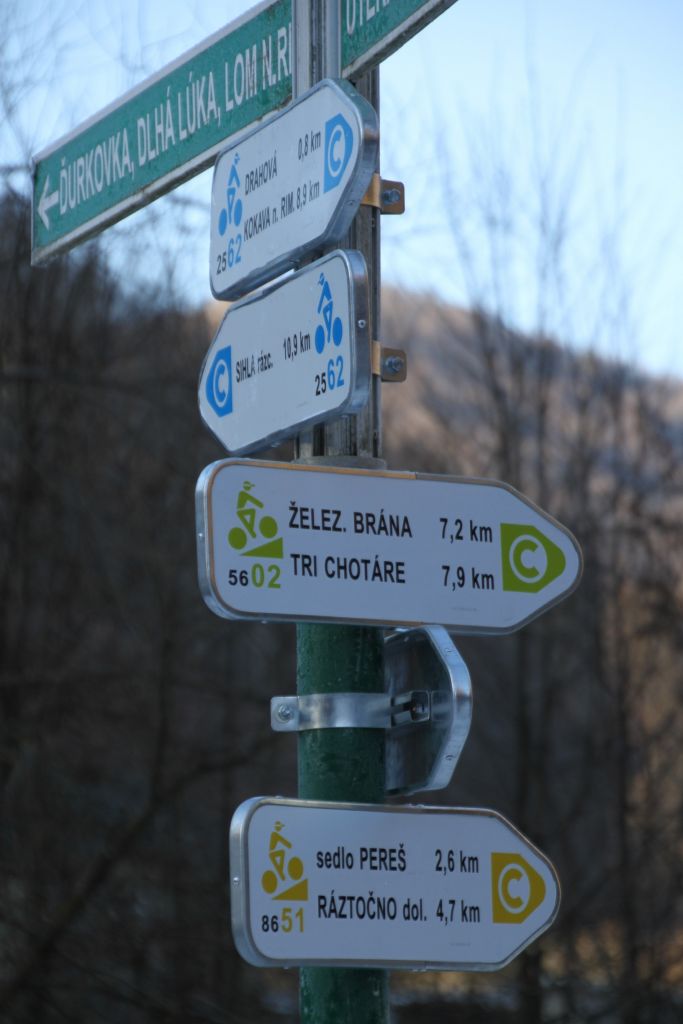 ĎURKOVKA, DLHÁ LÚKA, LOM N.RI
DRAHOVÁ 0,8 km
KOKAVA n. RIM. 8,9 km
C
2562
C
SIHLA rázc. 10,9 km
2562
ŽELEZ. BRÁNA 7,2 km
TRI CHOTÁRE 7,9 km
C
5602
sedlo PEREŠ 2,6 km
RÁZTOČNO dol. 4,7 km
C
8651